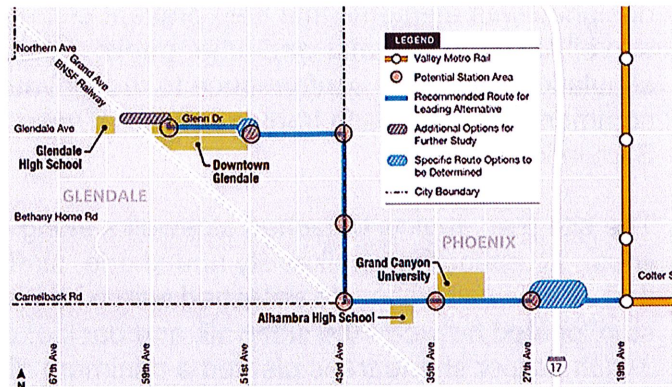 Northern Ave
Grand Ave
BNSF Railway
Glenn Dr
Glendale Ave
Glendale
High School
Downtown
Glendale
GLENDALE
Bethany Home Rd
PHOENIX
Grand Canyon
University
Camelback Rd
Alhambra High School
Colter S
67th Ave
59th Ave
51st Ave
43rd Ave
35th Ave
27th Ave
17
19th Ave
N
LEGEND
Valley Metro Rail
Potential Station Area
Recommended Route for
Leading Alternative
Additional Options for
Further Study
Specific Route Options to
be Determined
City Boundary